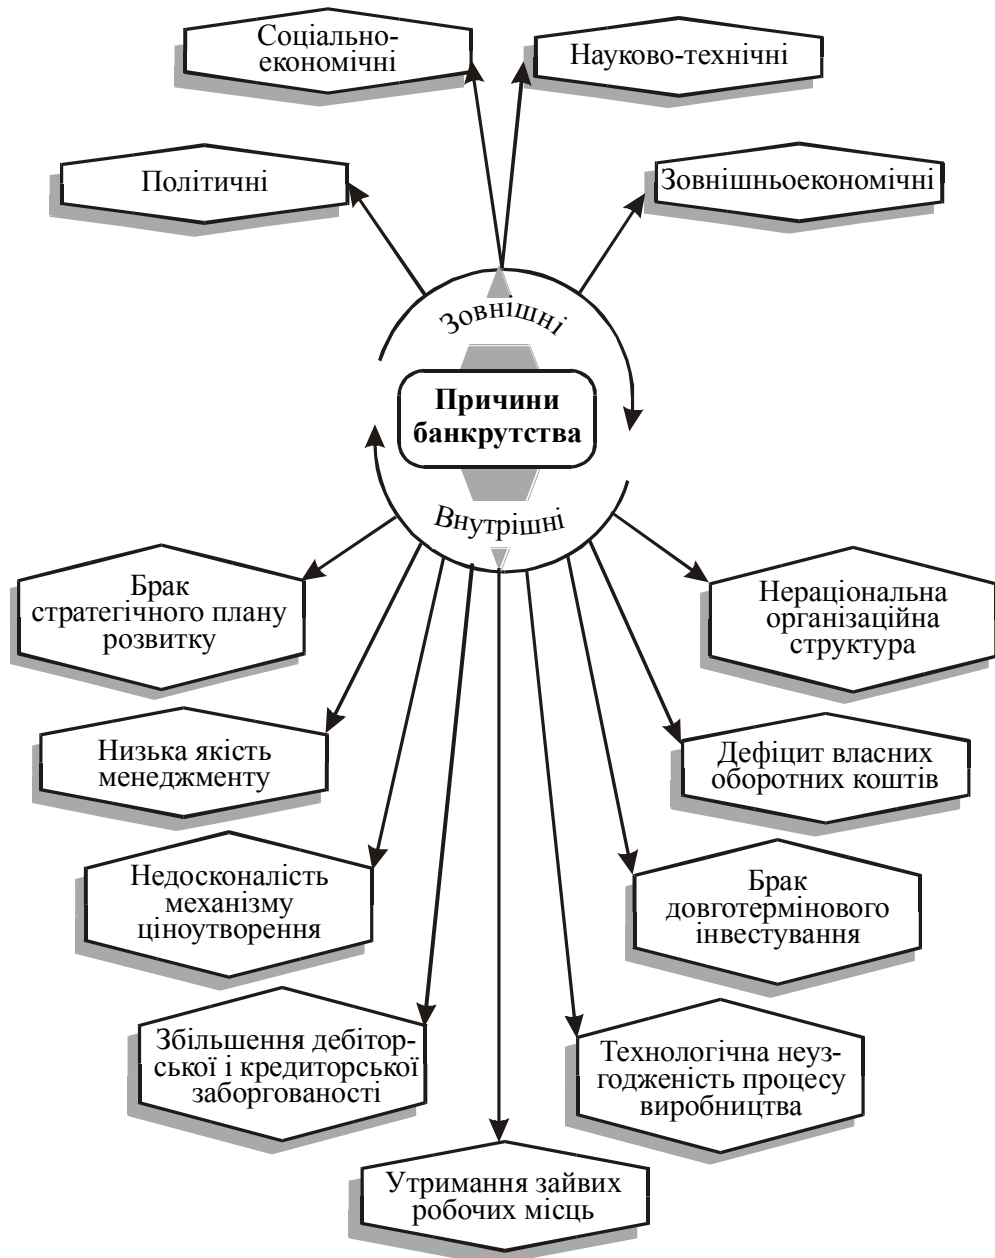 Соціально-
економічні
Науково-технічні
Політичні
Зовнішньоекономічні
Зовнішні
Причини
банкрутства
Внутрішні
Брак
стратегічного плану
розвитку
Нераціональна
організаційна
структура
Низька якість
менеджменту
Дефіцит власних
оборотних коштів
Недосконалість
механізму
ціноутворення
Брак
довготермінового
інвестування
Збільшення дебітор-
ської і кредиторської
заборгованості
Технологічна неуз-
годженість процесу
виробництва
Утримання зайвих
робочих місць